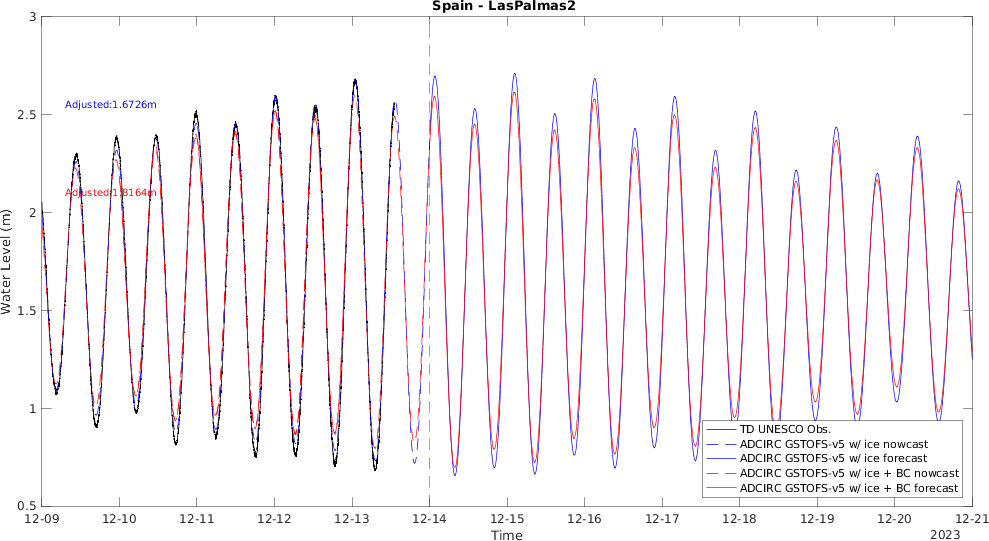 Spain - LasPalmas2
3
2.5
2
1.5
1
0.5
Water Level (m)
Adjusted:1.6726m
Adjusted:1.8164m
TD UNESCO Obs.
ADCIRC GSTOFS-v5 w/ ice nowcast
ADCIRC GSTOFS-v5 w/ ice forecast
ADCIRC GSTOFS-v5 w/ ice + BC nowcast
ADCIRC GSTOFS-v5 w/ ice + BC forecast
12-09 12-10 12-11 12-12 12-13 12-14 12-15 12-16 12-17 12-18 12-19 12-20 12-21
Time
2023